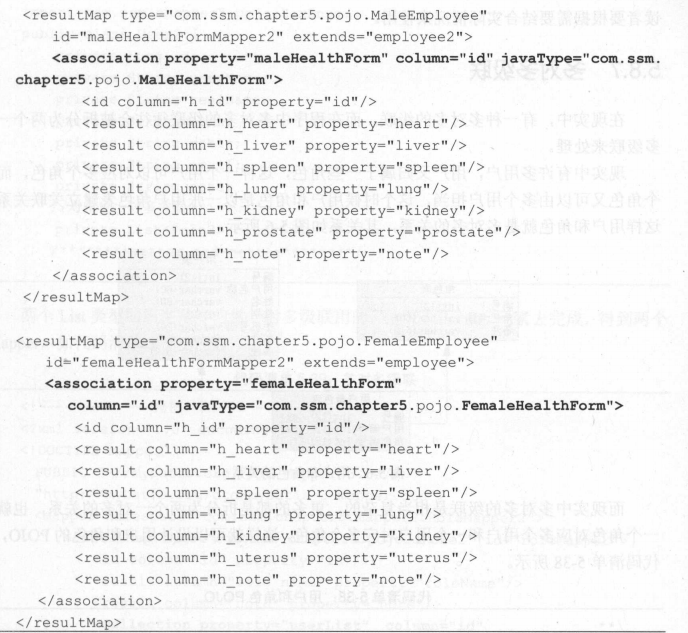 <resultMap type="com.ssm.chapter5.pojo.MaleEmployee"
id="maleHealthFormMapper2" extends="employee2">
<association property="maleHealthForm" column="id" javaType="com.ssm.
chapter5.pojo.MaleHealthForm">
<id column="h_id" property="id"/>
<result column="h_heart" property="heart"/>
<result column="h_liver" property="liver"/>
<result column="h_spleen" property="spleen"/>
<result column="h_lung" property="lung"/>
<result column="h_kidney" property="kidney"/>
<result column="h_prostate" property="prostate"/>
<result column="h_note" property="note"/>
</association>
</resultMap>
<resultMap type="com.ssm.chapter5.pojo.FemaleEmployee"
id="femaleHealthFormMapper2" extends="employee">
<association property="femaleHealthForm"
column="id" javaType="com.ssm.chapter5.pojo.FemaleHealthForm">
<id column="h_id" property="id"/>
<result column="h_heart" property="heart"/>
<result column="h_liver" property="liver"/>
<result column="h_spleen" property="spleen"/>
<result column="h_lung" property="lung"/>
<result column="h_kidney" property="kidney"/>
<result column="h_uterus" property="uterus"/>
<result column="h_note" property="note"/>
</association>
</resultMap>